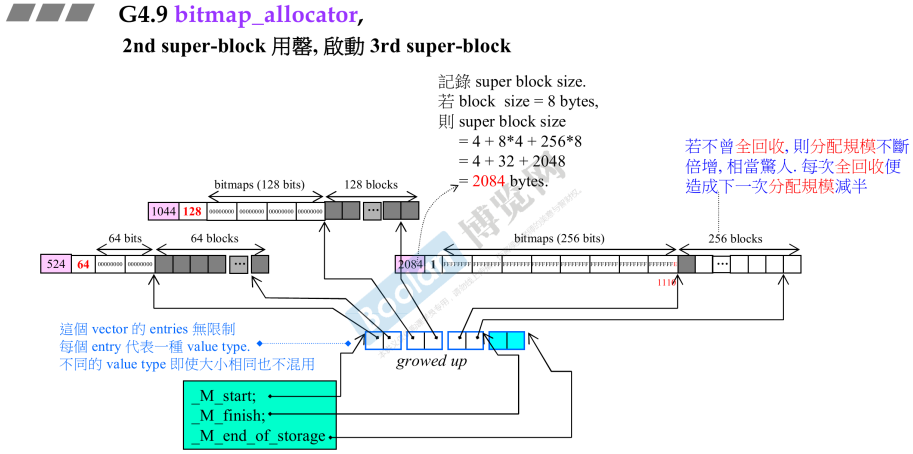 G4.9 bitmap_allocator,
2nd super-block 用罄, 啟動 3rd super-block
記錄 super block size.
若 block size = 8 bytes,
則 super block size
= 4 + 8*4 + 256*8
= 4 + 32 + 2048
= 2084 bytes.
若不曾全回收, 則分配規模不斷
倍增, 相當驚人. 每次全回收便
造成下一次分配規模減半
bitmaps (128 bits)
128 blocks
1044 128 00000000 00000000 00000000 00000000 ...
64 bits
64 blocks
524 64 00000000 00000000 ...
bitmaps (256 bits)
256 blocks
2084 1 FFFFFFFF FFFFFFFF FFFFFFFF FFFFFFFF FFFFFFFF FFFFFFFF FFFFFFFF FFFFFFFF ...
1110
這個 vector 的 entries 無限制
每個 entry 代表一種 value type.
不同的 value type 即使大小相同也不混用
growed up
_M_start;
_M_finish;
_M_end_of_storage
Boolan 博览网